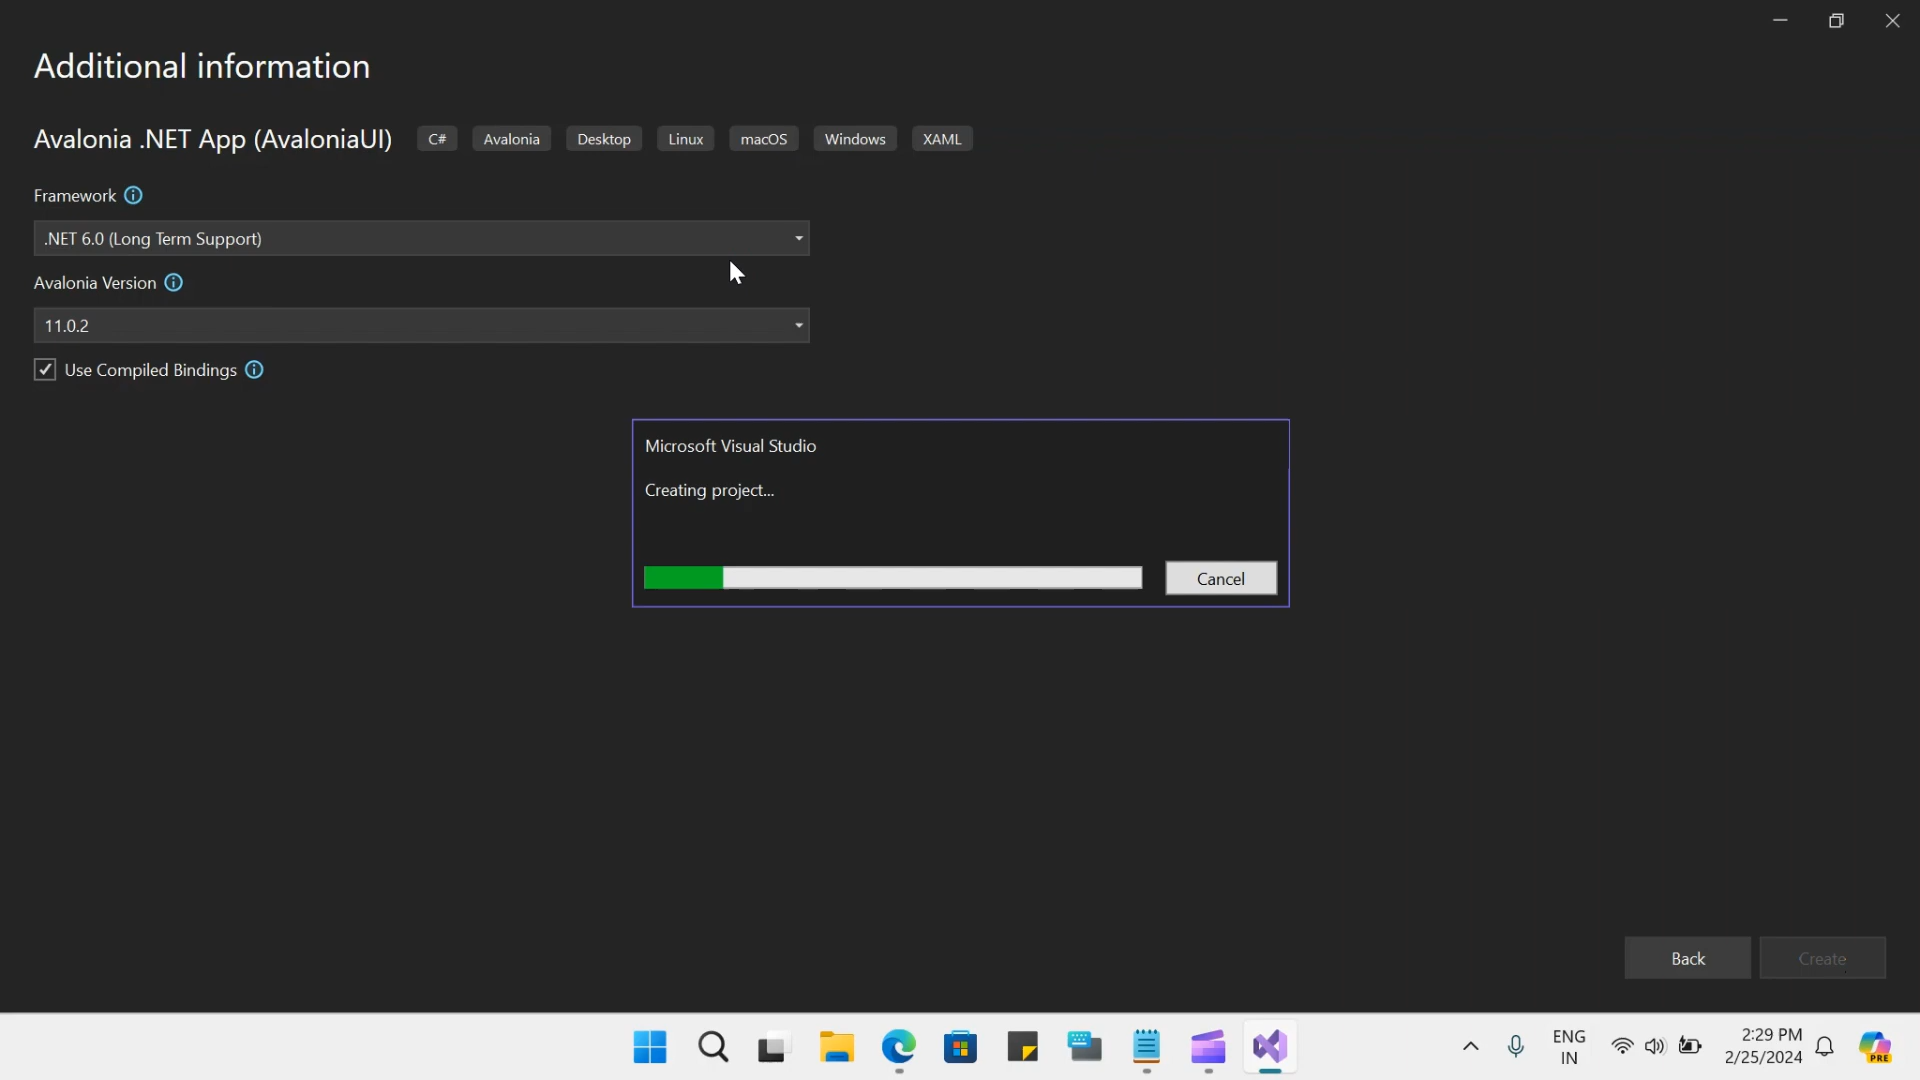 Additional information
Avalonia .NET App (AvaloniaUI) C# Avalonia Desktop Linux macOS Windows XAML
Framework
.NET 6.0 (Long Term Support)
Avalonia Version
11.0.2
Use Compiled Bindings
Microsoft Visual Studio
Creating project...
Cancel
Back Create
ENG
IN
2:29 PM
2/25/2024
PRE